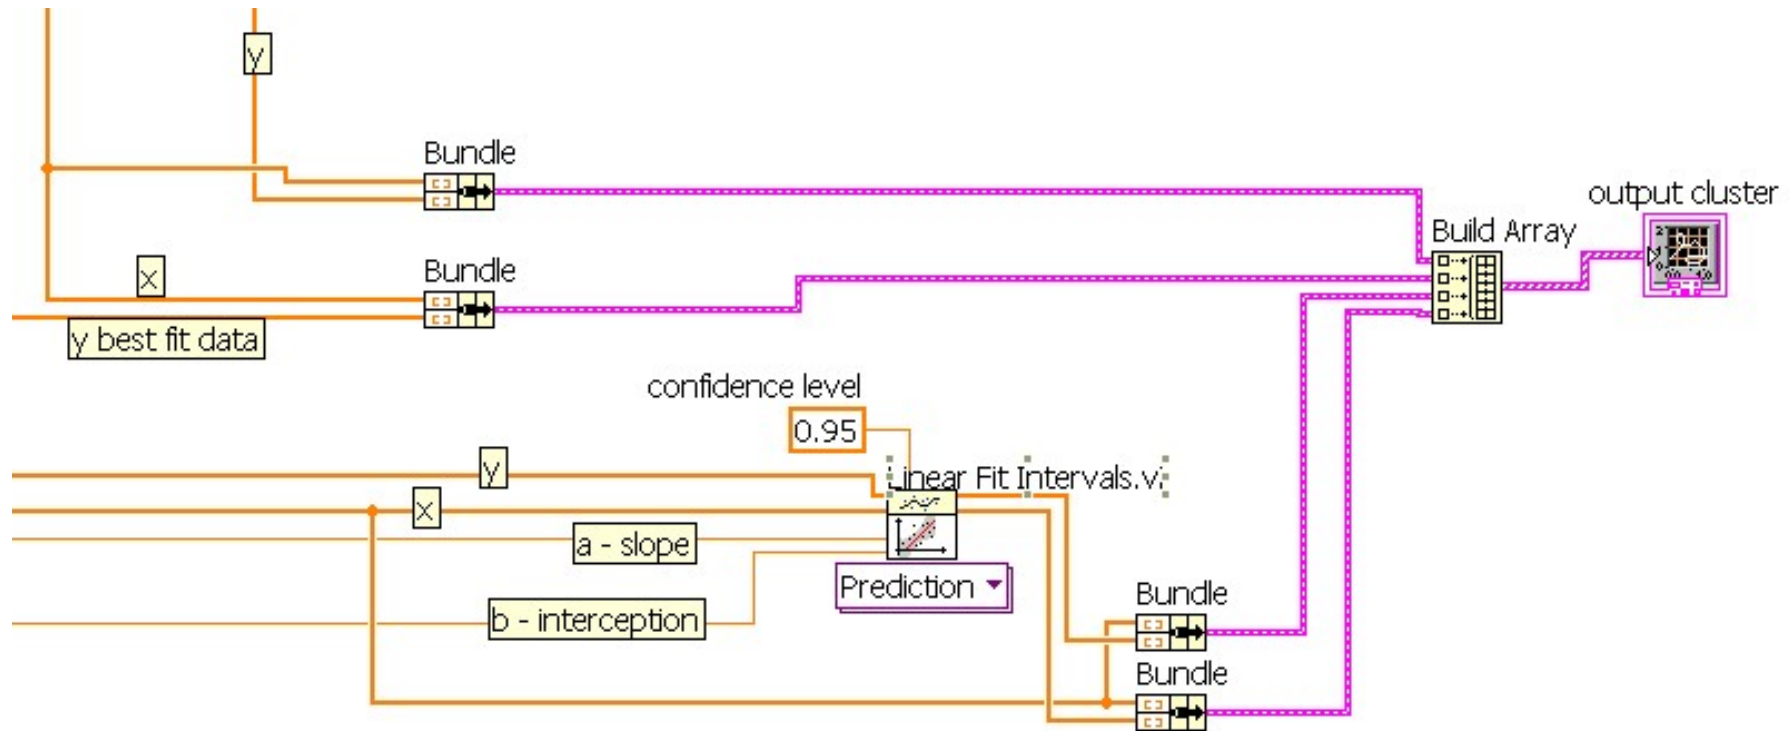 y
Bundle
output cluster
Build Array
Bundle
x
y best fit data
confidence level
0.95
y
Linear Fit Intervals.vi
x
a - slope
Prediction
b - interception
Bundle
Bundle